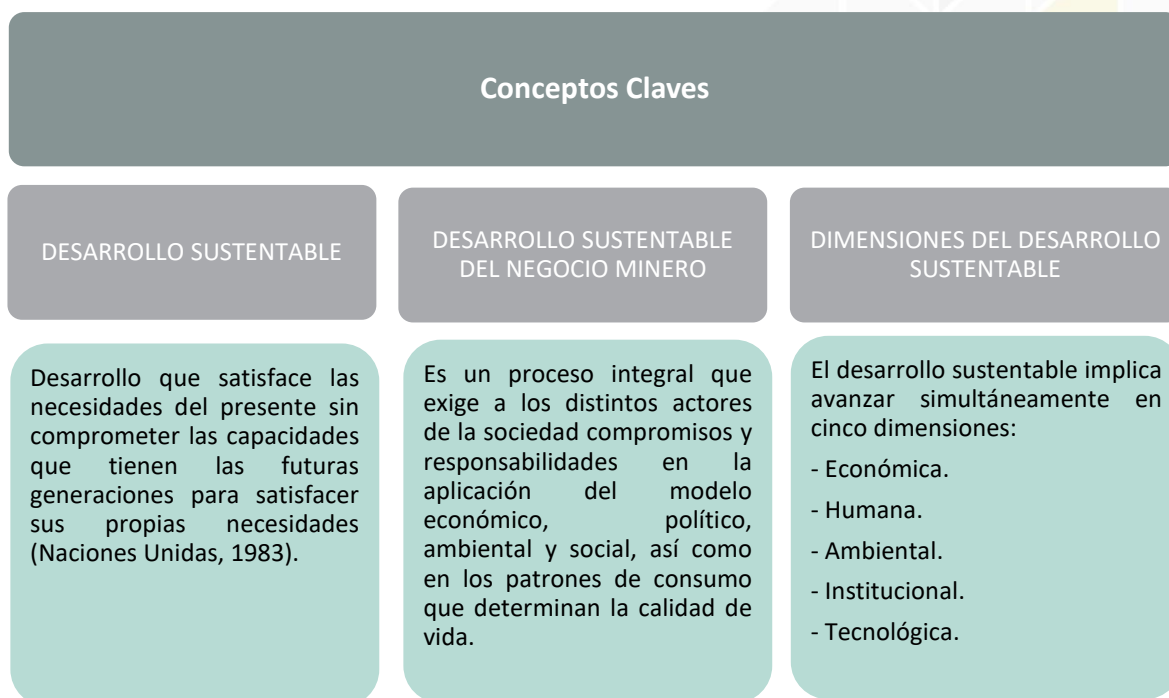 Conceptos Claves
DESARROLLO SUSTENTABLE
Desarrollo que satisface las
necesidades del presente sin
comprometer las capacidades
que tienen las futuras
generaciones para satisfacer
sus propias necesidades
(Naciones Unidas, 1983).
DESARROLLO SUSTENTABLE
DEL NEGOCIO MINERO
Es un proceso integral que
exige a los distintos actores
de la sociedad compromisos y
responsabilidades en la
aplicación del modelo
económico, político,
ambiental y social, así como
en los patrones de consumo
que determinan la calidad de
vida.
DIMENSIONES DEL DESARROLLO
SUSTENTABLE
El desarrollo sustentable implica
avanzar simultáneamente en
cinco dimensiones:
- Económica.
- Humana.
- Ambiental.
- Institucional.
- Tecnológica.